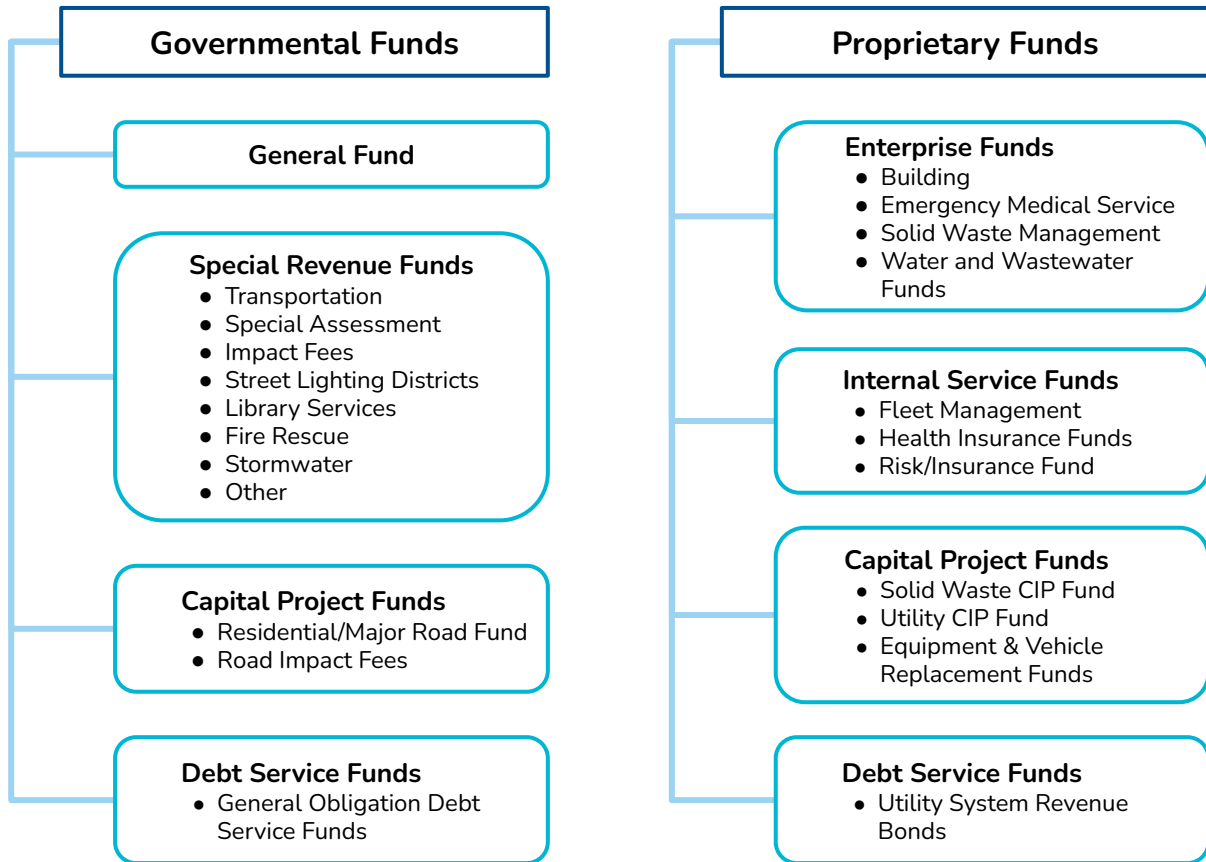 Governmental Funds
General Fund
Special Revenue Funds
● Transportation
● Special Assessment
● Impact Fees
● Street Lighting Districts
● Library Services
● Fire Rescue
● Stormwater
● Other
Capital Project Funds
● Residential/Major Road Fund
● Road Impact Fees
Debt Service Funds
● General Obligation Debt
Service Funds
Proprietary Funds
Enterprise Funds
● Building
● Emergency Medical Service
● Solid Waste Management
● Water and Wastewater
Funds
Internal Service Funds
● Fleet Management
● Health Insurance Funds
● Risk/Insurance Fund
Capital Project Funds
● Solid Waste CIP Fund
● Utility CIP Fund
● Equipment & Vehicle
Replacement Funds
Debt Service Funds
● Utility System Revenue
Bonds